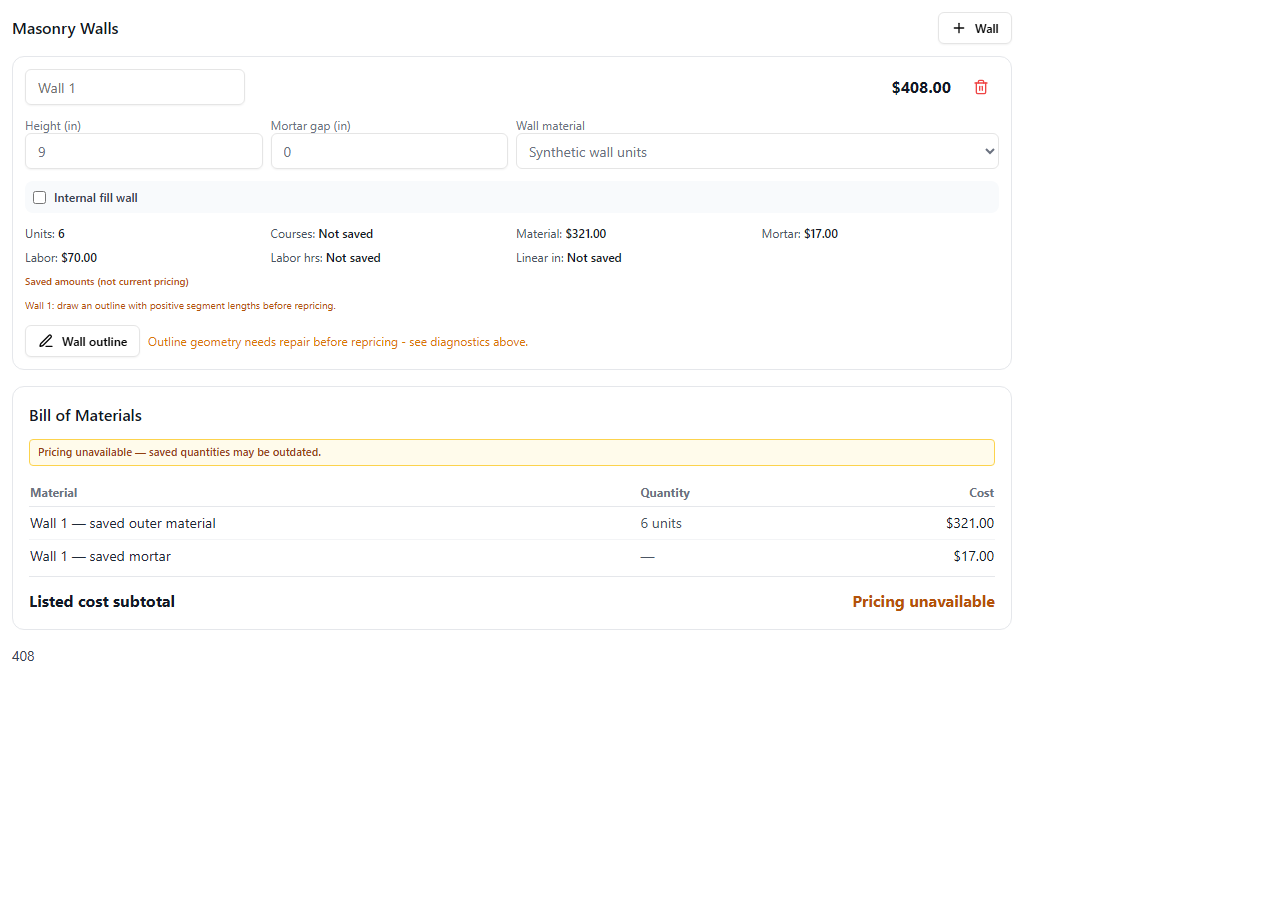 Masonry Walls
Wall
Wall 1
$408.00
Height (in)
Mortar gap (in)
Wall material
9
0
Synthetic wall units
Internal fill wall
Units: 6
Courses: Not saved
Material: $321.00
Mortar: $17.00
Labor: $70.00
Labor hrs: Not saved
Linear in: Not saved
Saved amounts (not current pricing)
Wall 1: draw an outline with positive segment lengths before repricing.
Wall outline
Outline geometry needs repair before repricing - see diagnostics above.
Bill of Materials
Pricing unavailable — saved quantities may be outdated.
Material Quantity Cost
Wall 1 — saved outer material 6 units $321.00
Wall 1 — saved mortar — $17.00
Listed cost subtotal Pricing unavailable
408